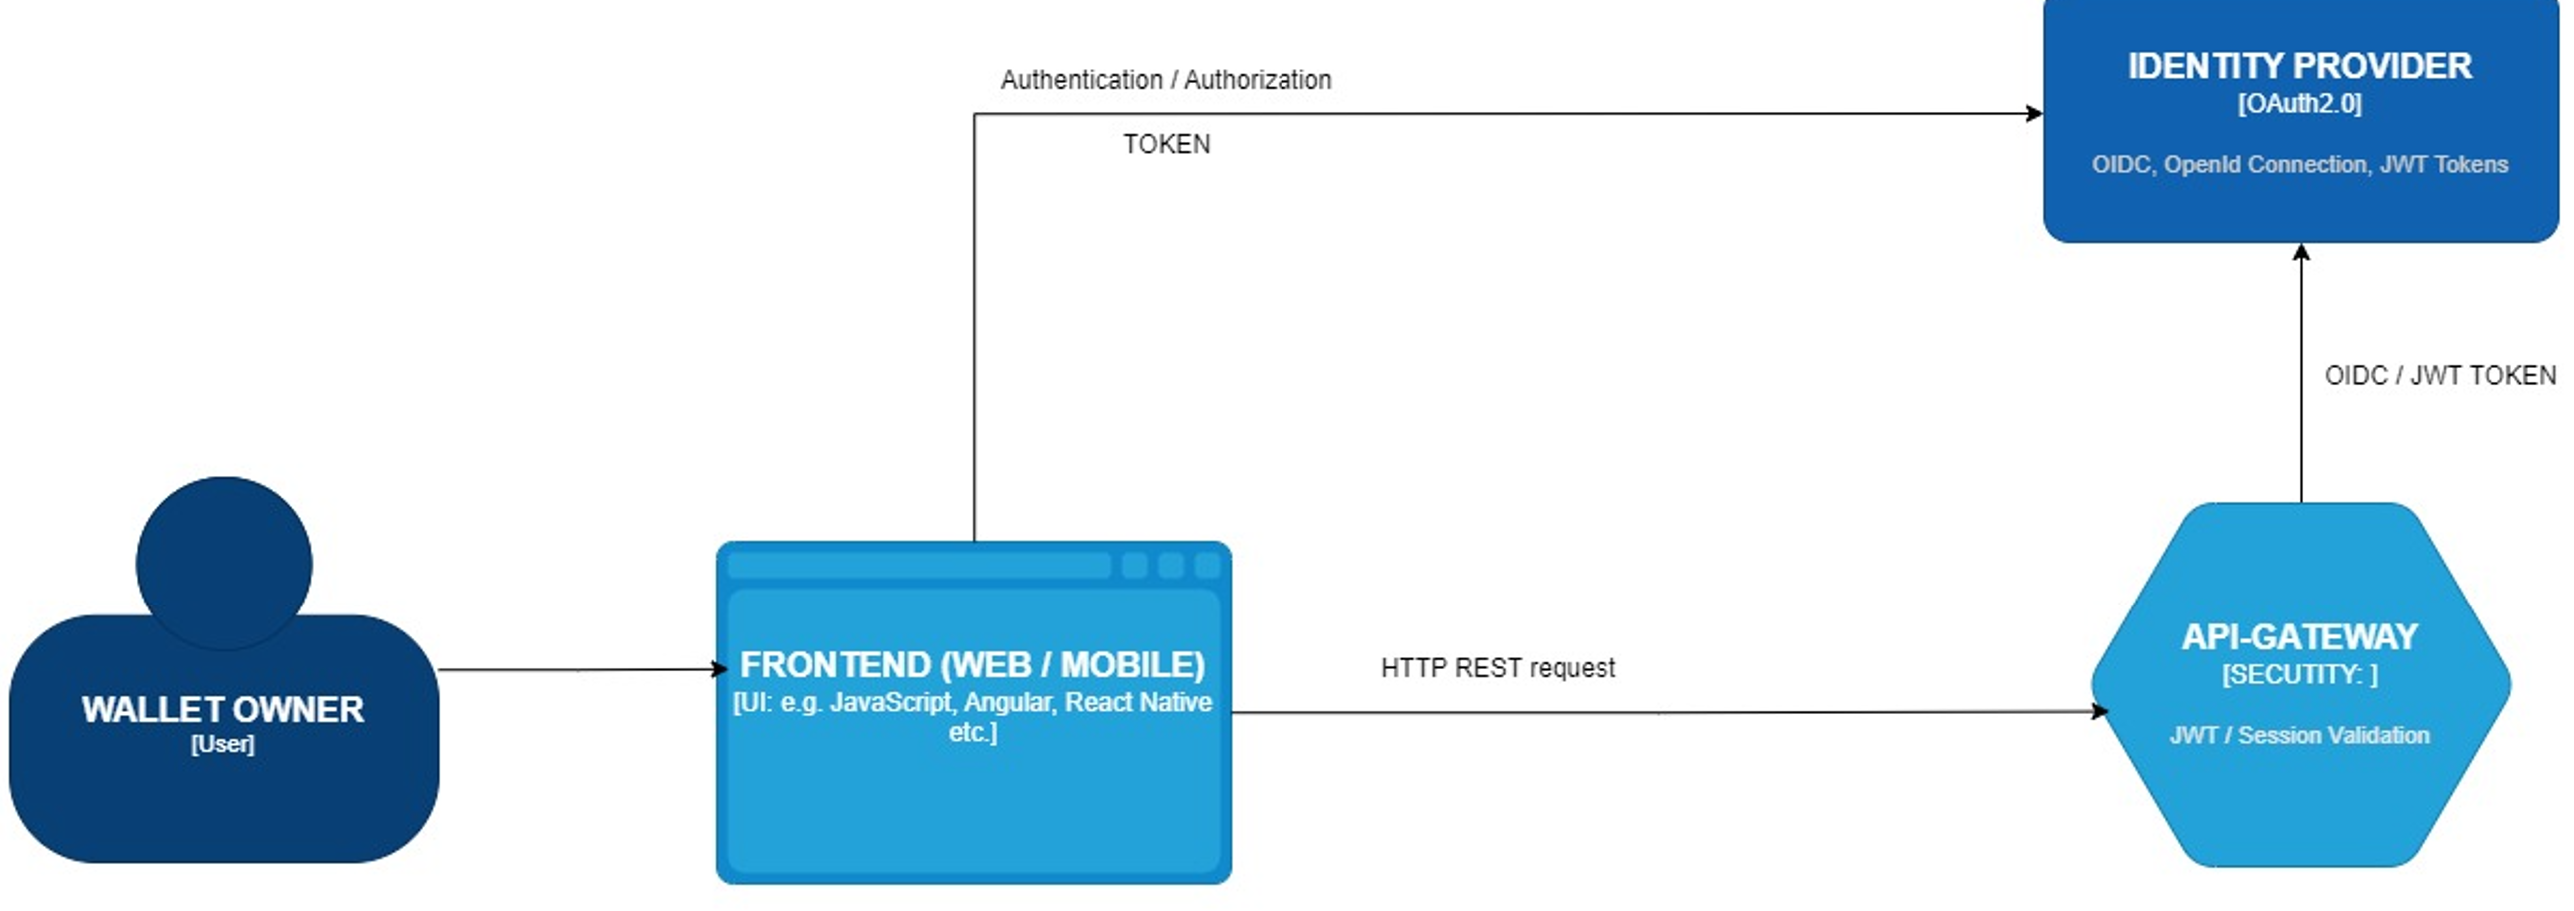 IDENTITY PROVIDER
[OAuth2.0]
OIDC, OpenId Connection, JWT Tokens
Authentication / Authorization
TOKEN
OIDC / JWT TOKEN
WALLET OWNER
[User]
FRONTEND (WEB / MOBILE)
[UI: e.g. JavaScript, Angular, React Native
etc.]
HTTP REST request
API-GATEWAY
[SECUTITY: ]
JWT / Session Validation